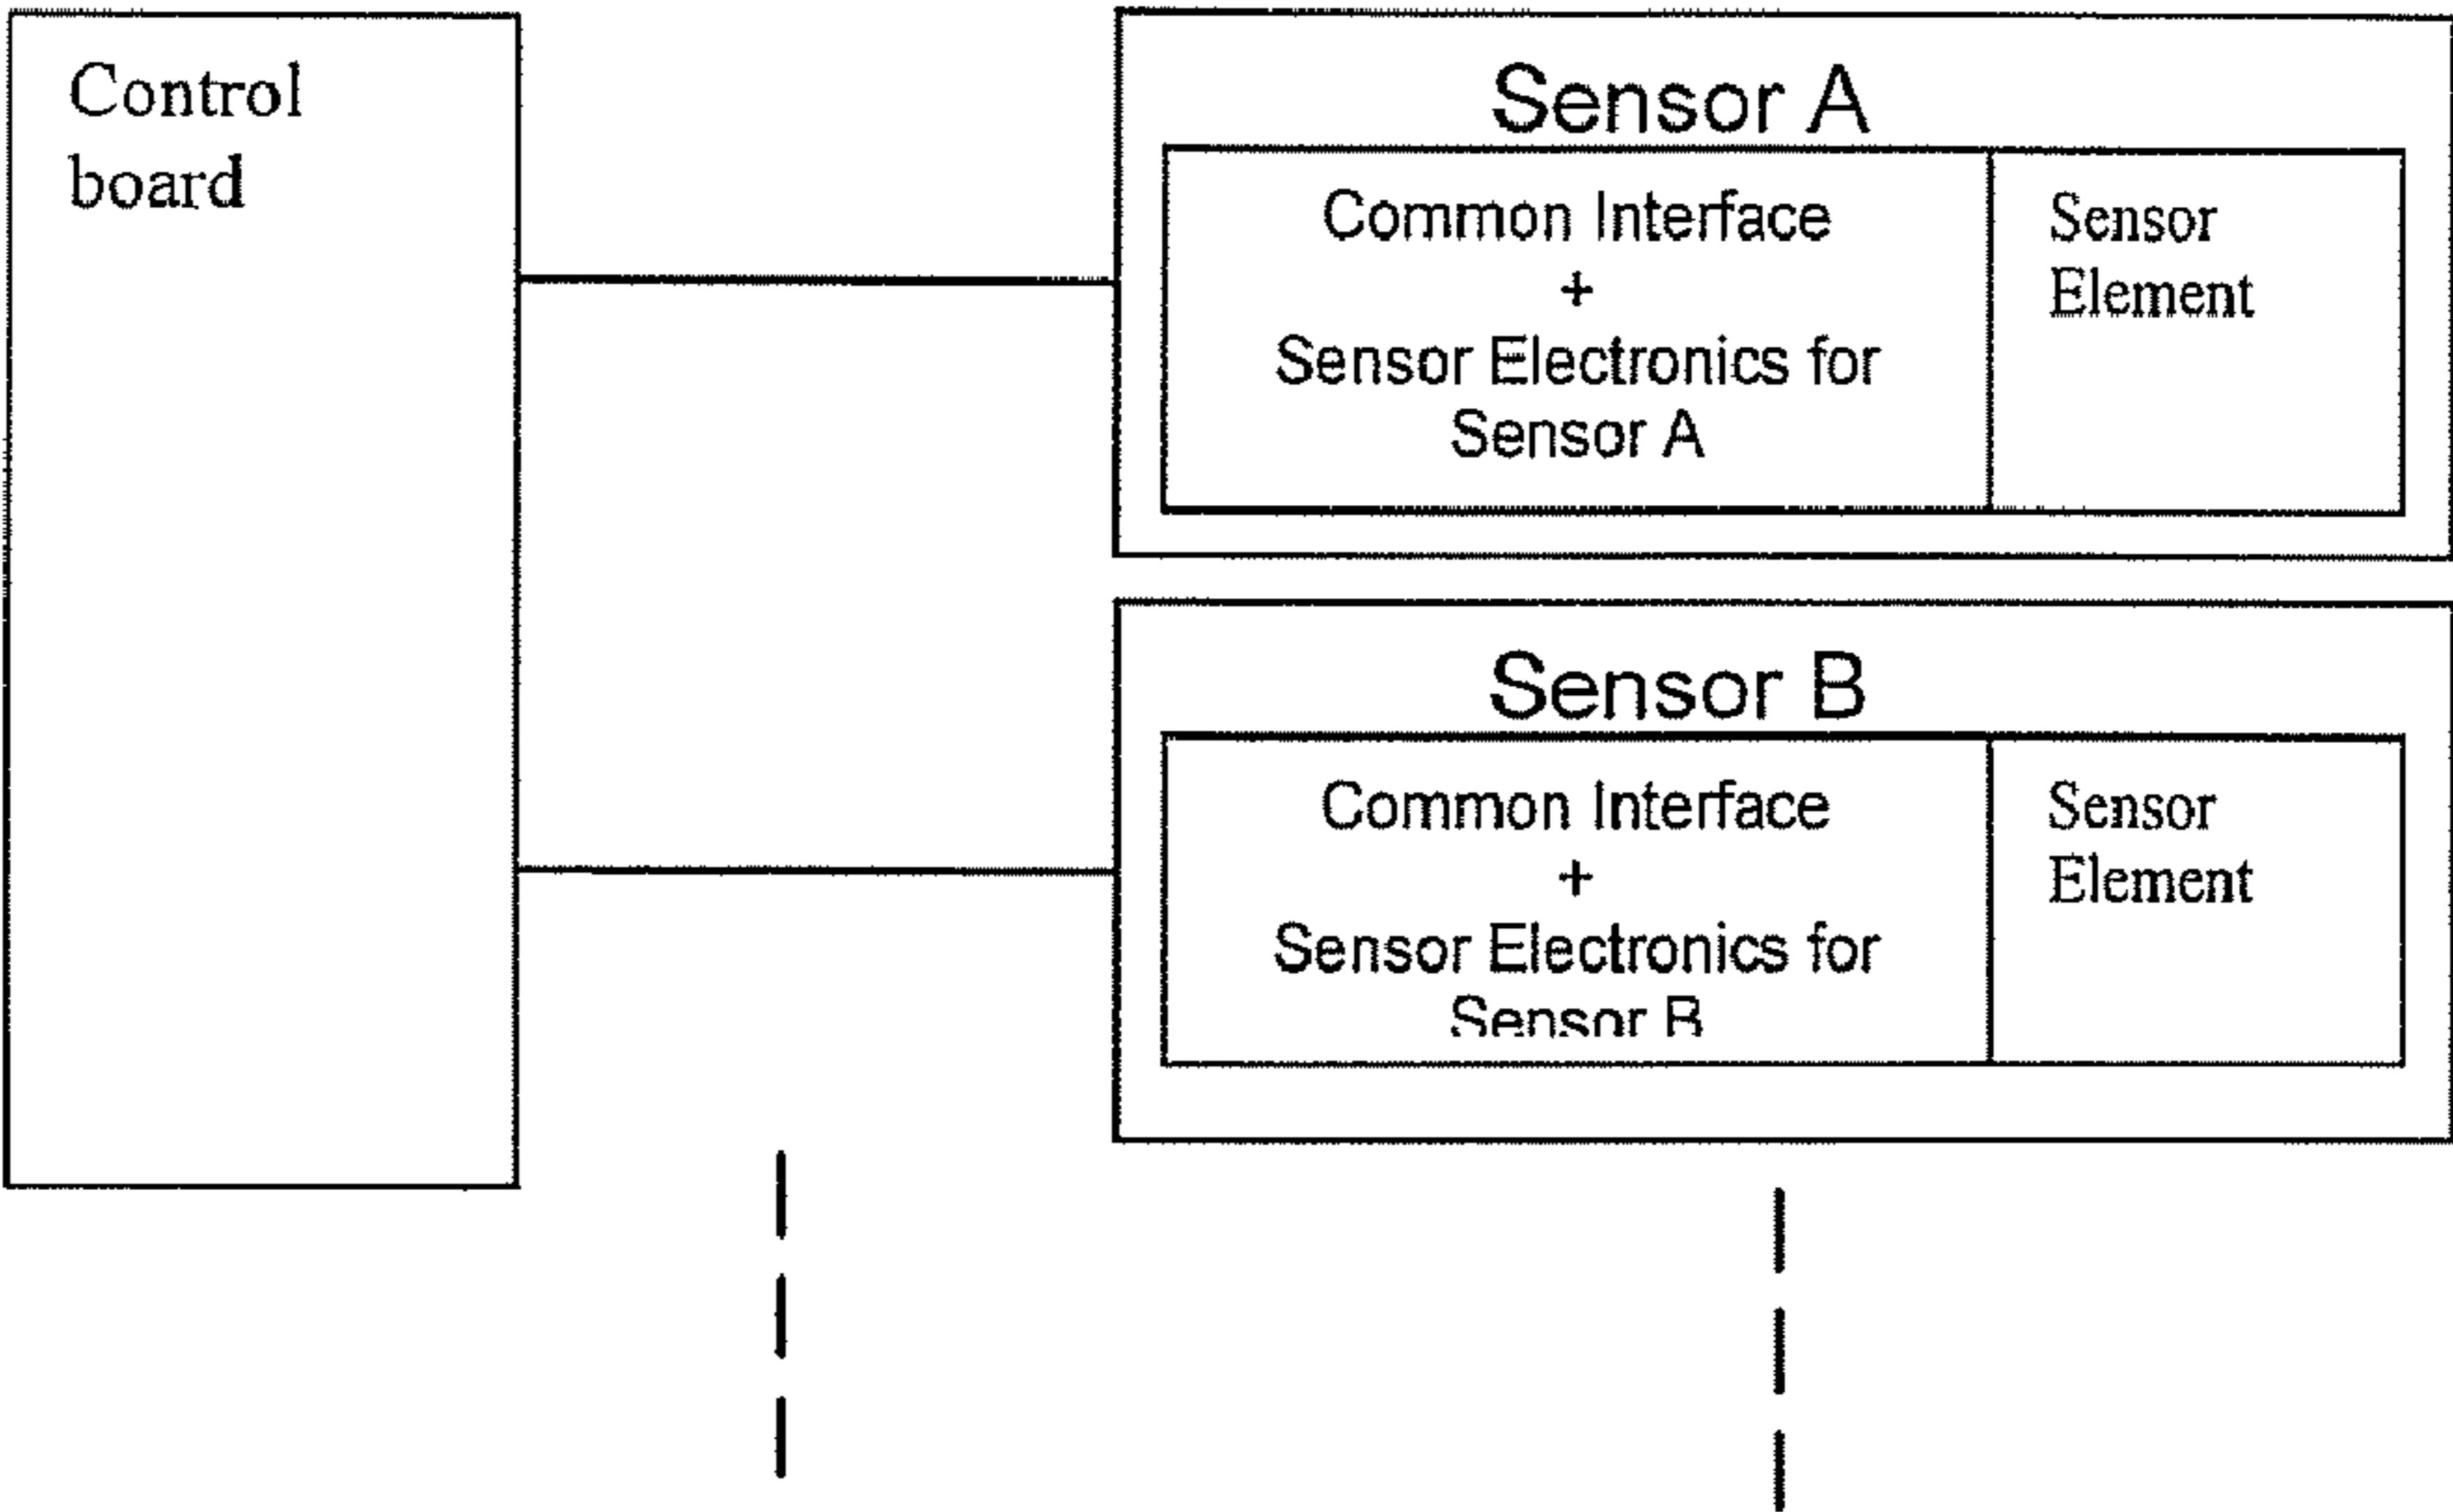 Control
board
Sensor A
Common Interface
+
Sensor Electronics for
Sensor A
Sensor
Element
Sensor B
Common Interface
+
Sensor Electronics for
Sensor B
Sensor
Element